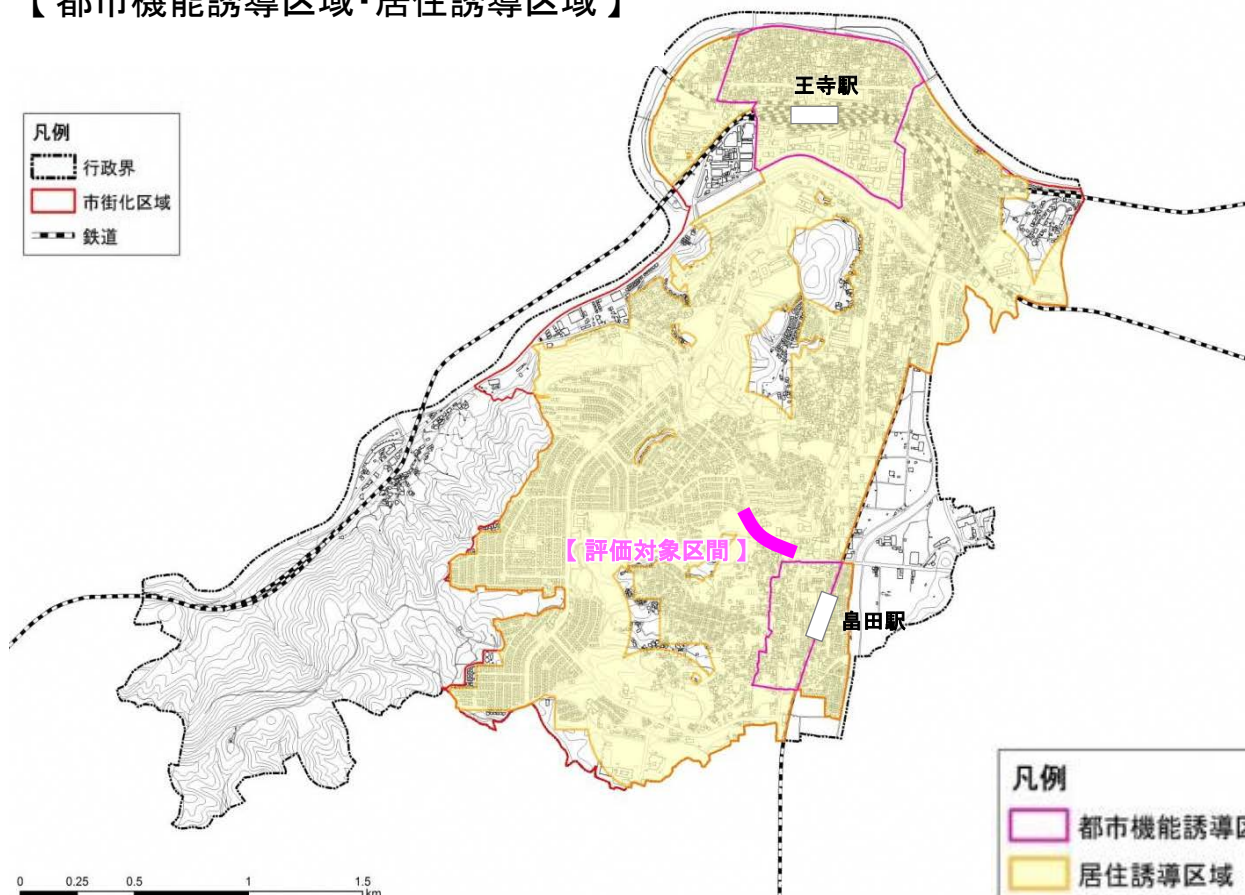 【 都市機能誘導区域・居住誘導区域 】
王寺駅
凡例
行政界
市街化区域
鉄道
【 評価対象区間 】
畠田駅
凡例
都市機能誘導区
居住誘導区域
0 0.25 0.5 1 1.5
km